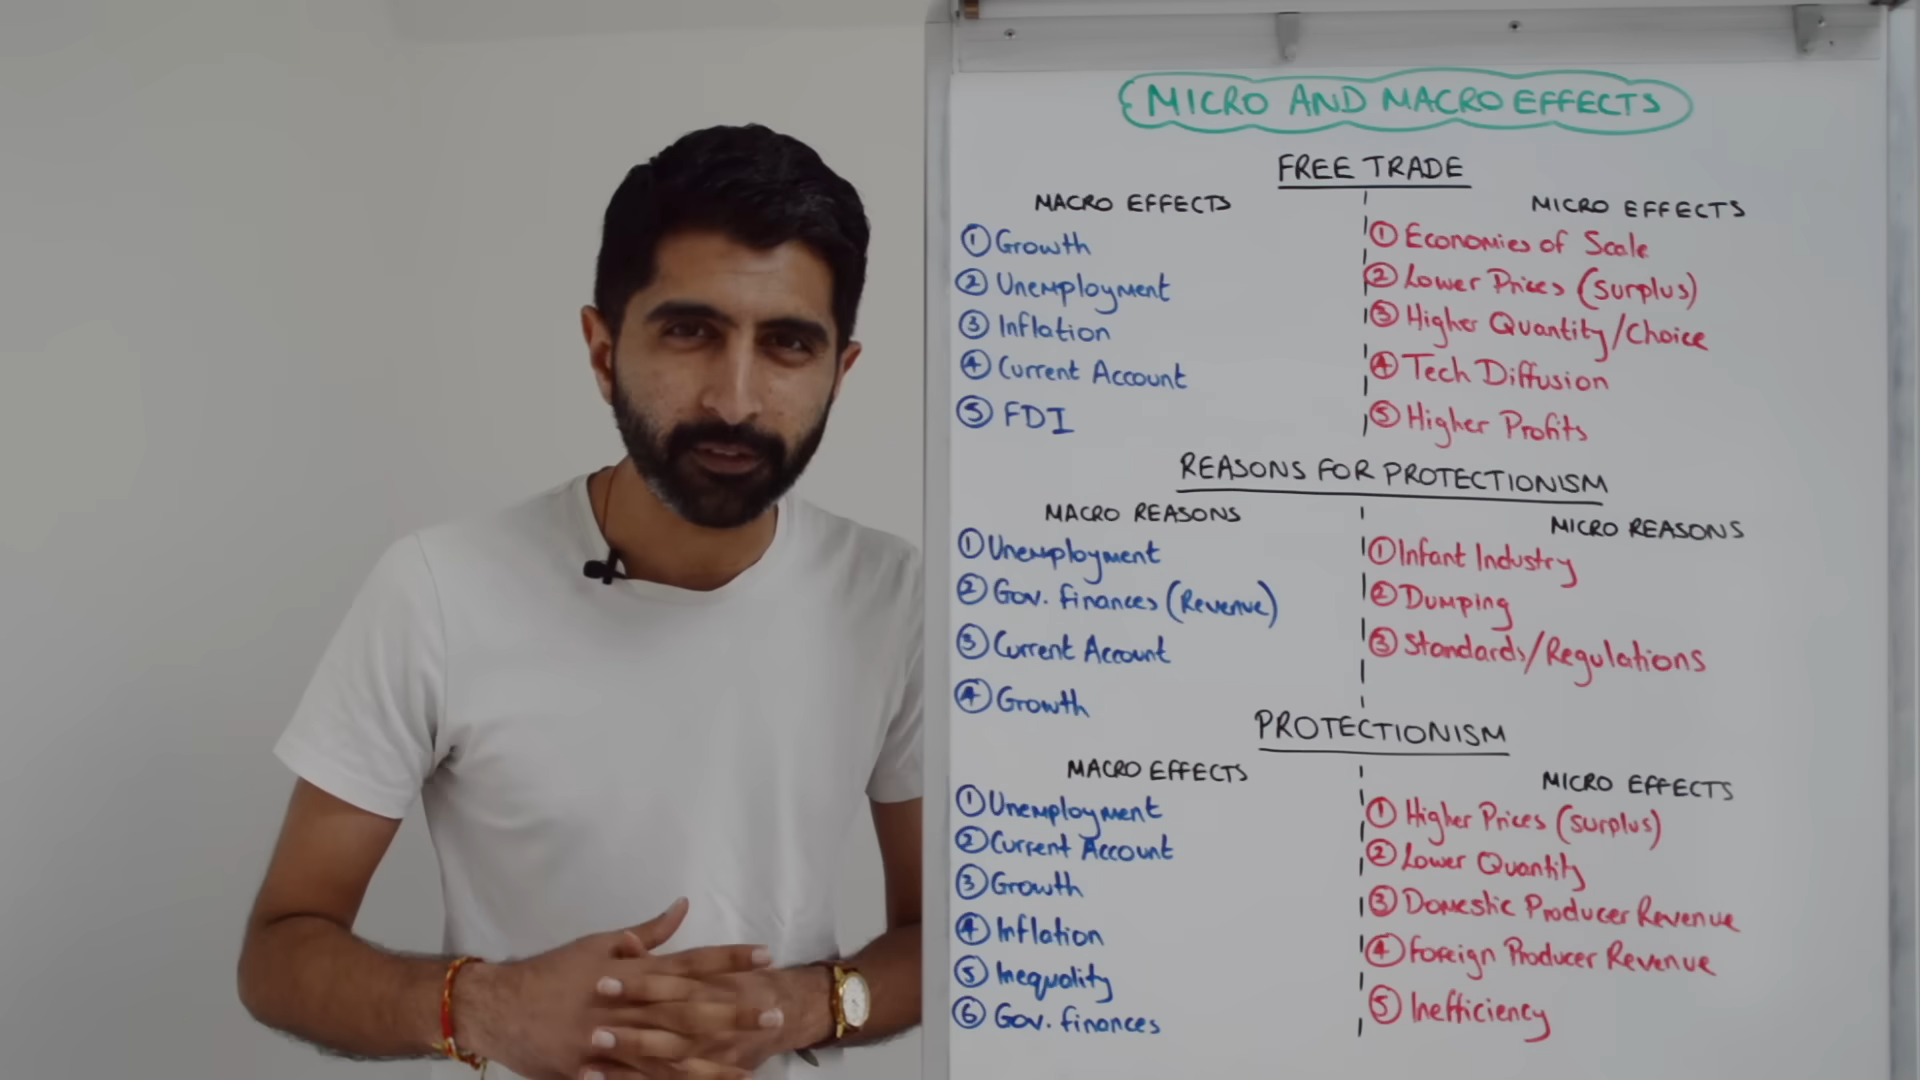 MICRO AND MACRO EFFECTS
FREE TRADE
MACRO EFFECTS
① Growth
② Unemployment
③ Inflation
④ Current Account
⑤ FDI
MICRO EFFECTS
① Economies of Scale
② Lower Prices (Surplus)
③ Higher Quantity/Choice
④ Tech Diffusion
⑤ Higher Profits
REASONS FOR PROTECTIONISM
MACRO REASONS
① Unemployment
② Gov. finances (Revenue)
③ Current Account
④ Growth
MICRO REASONS
① Infant Industry
② Dumping
③ Standards/Regulations
PROTECTIONISM
MACRO EFFECTS
① Unemployment
② Current Account
③ Growth
④ Inflation
⑤ Inequality
⑥ Gov. finances
MICRO EFFECTS
① Higher Prices (Surplus)
② Lower Quantity
③ Domestic Producer Revenue
④ Foreign Producer Revenue
⑤ Inefficiency